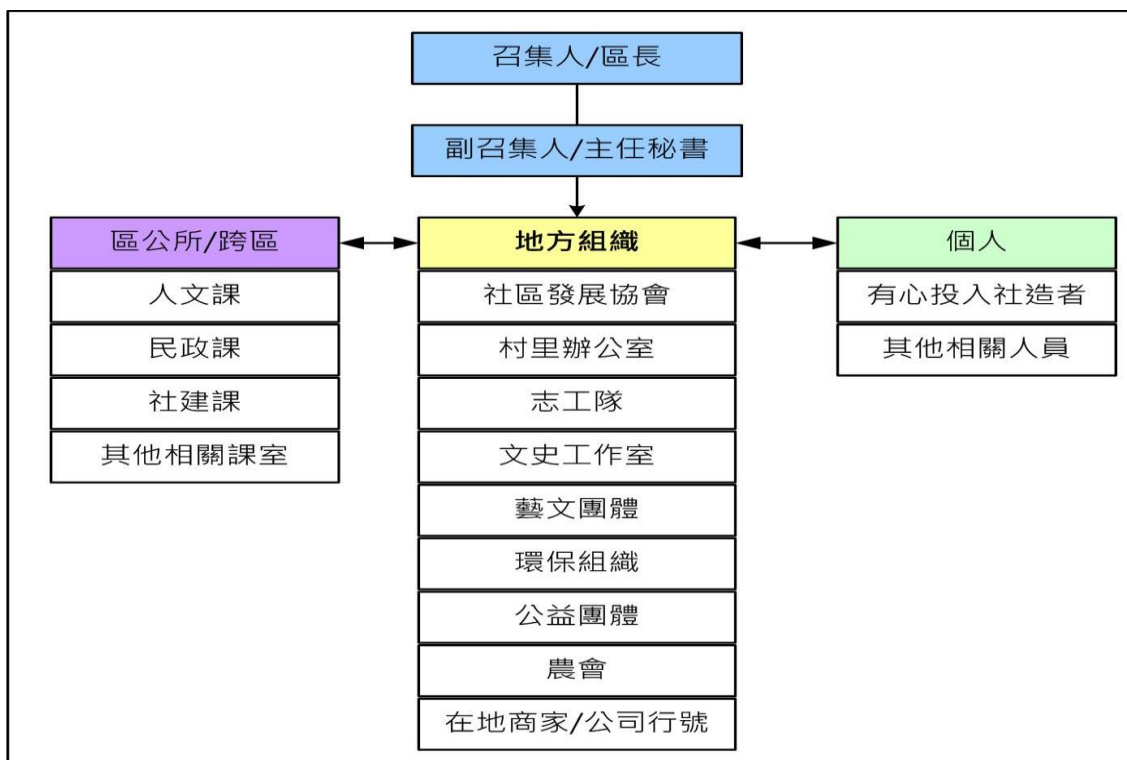 召集人/區長
副召集人/主任秘書
區公所/跨區
人文課
民政課
社建課
其他相關課室
地方組織
社區發展協會
村里辦公室
志工隊
文史工作室
藝文團體
環保組織
公益團體
農會
在地商家/公司行號
個人
有心投入社造者
其他相關人員